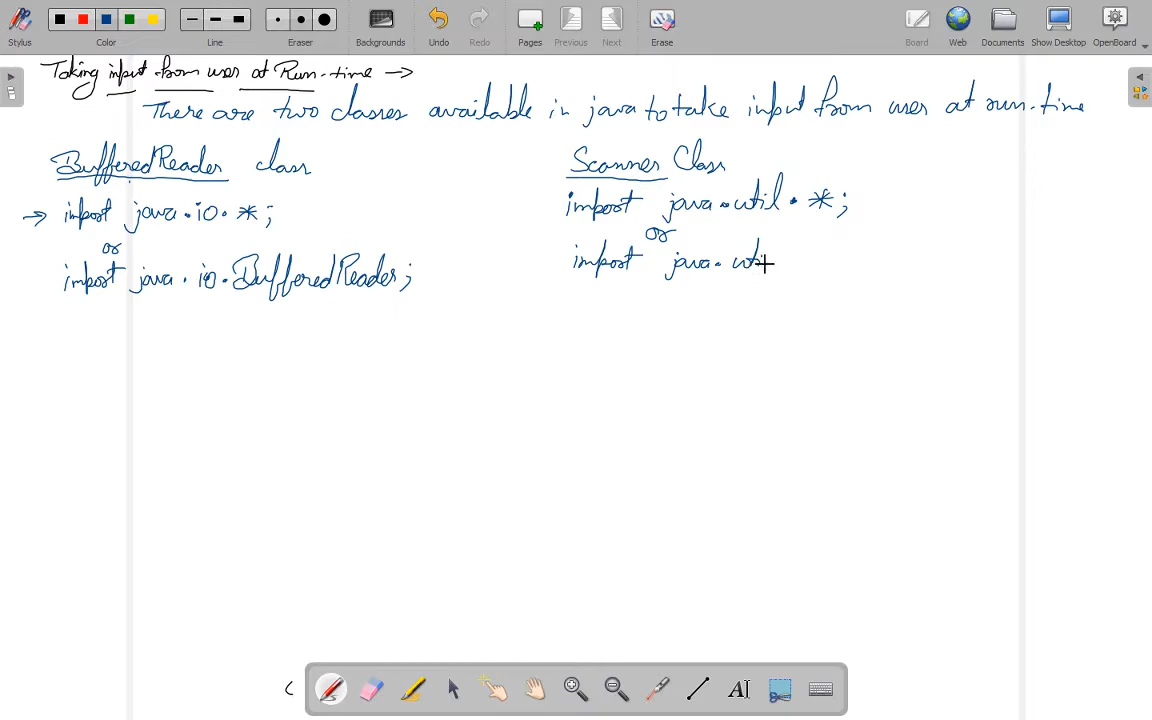 Stylus
Color
Line
Eraser
Backgrounds
Undo
Redo
Pages
Previous
Next
Erase
Board
Web
Documents
Show Desktop
OpenBoard
Taking input from user at Run-time →
There are two classes available in java to take input from user at run-time
BufferedReader class
→ import java.io.*;
or
import java.io.BufferedReader;
Scanner Class
import java.util.*;
or
import java.uti